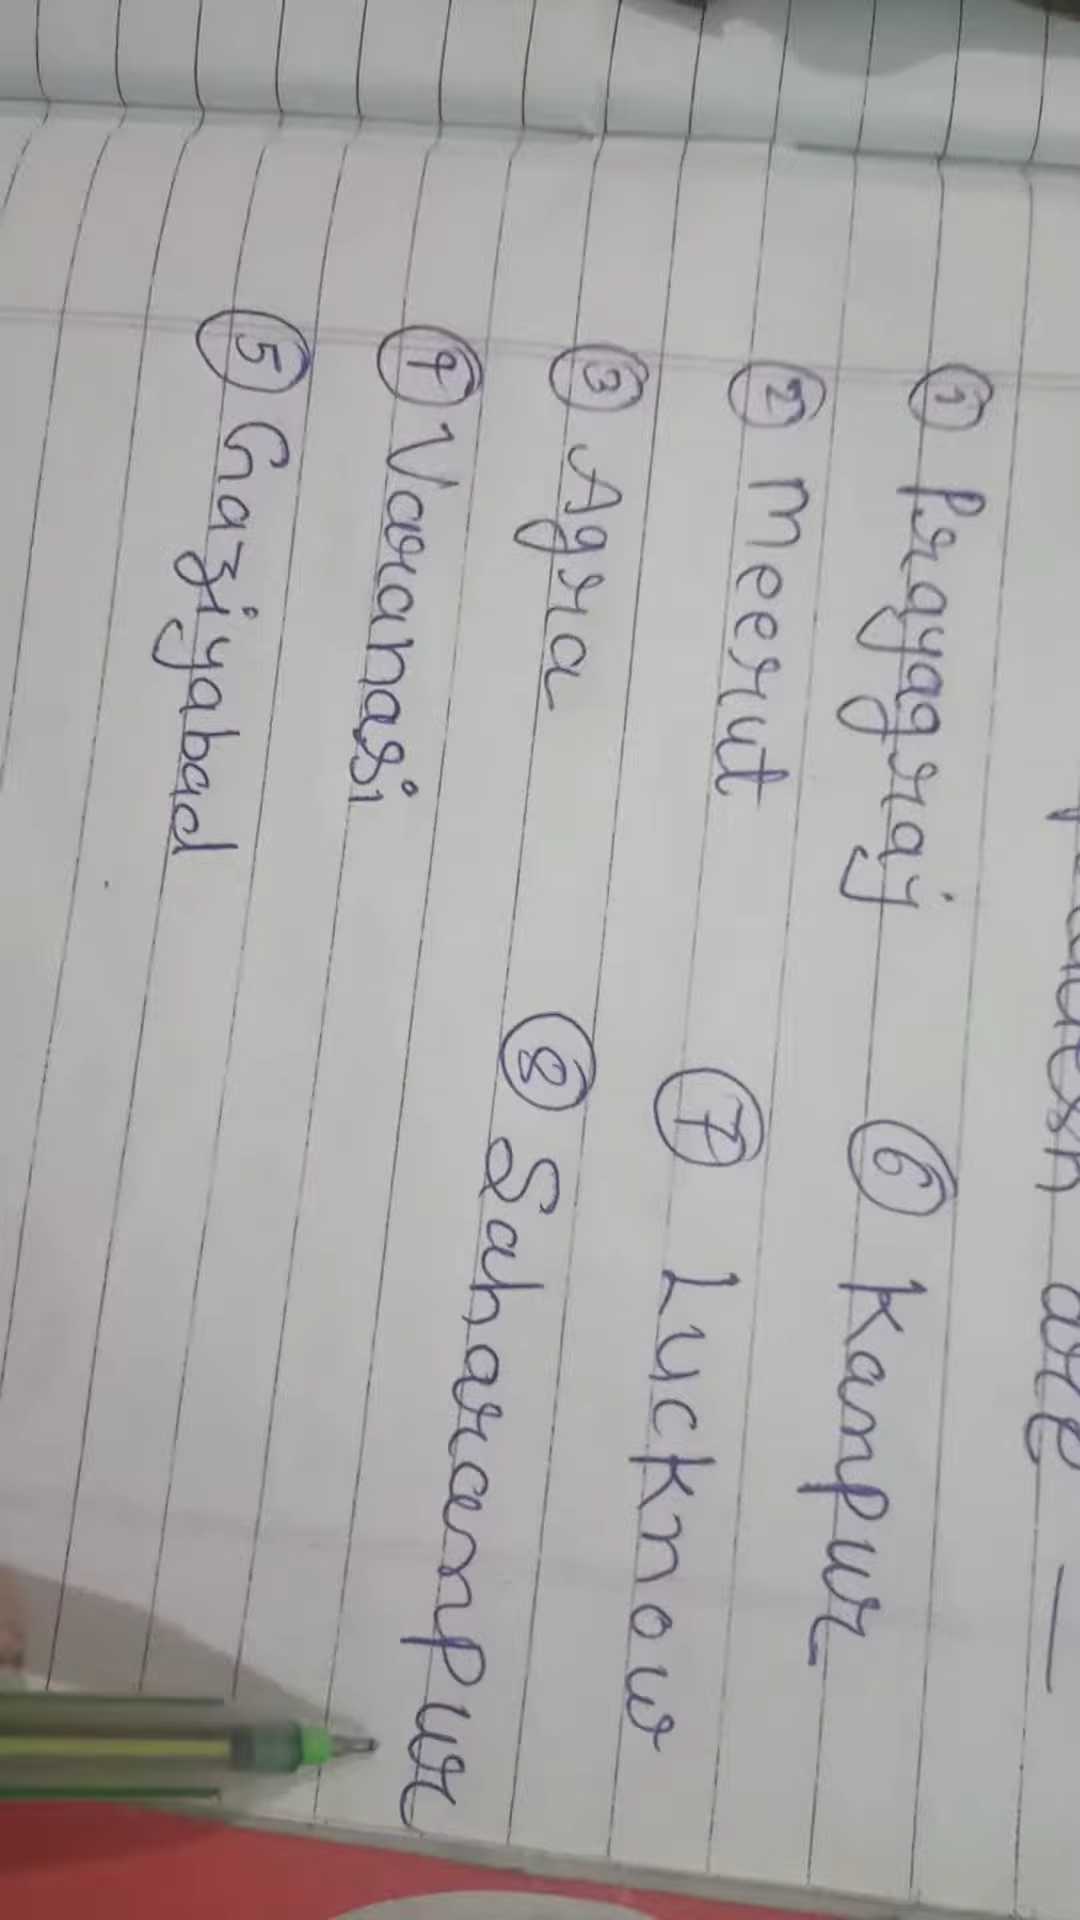 are —
① Prayagraj ⑥ Kanpur
② Meerut ⑦ Lucknow
③ Agra ⑧ Saharanpur
④ Varanasi
⑤ Gaziyabad